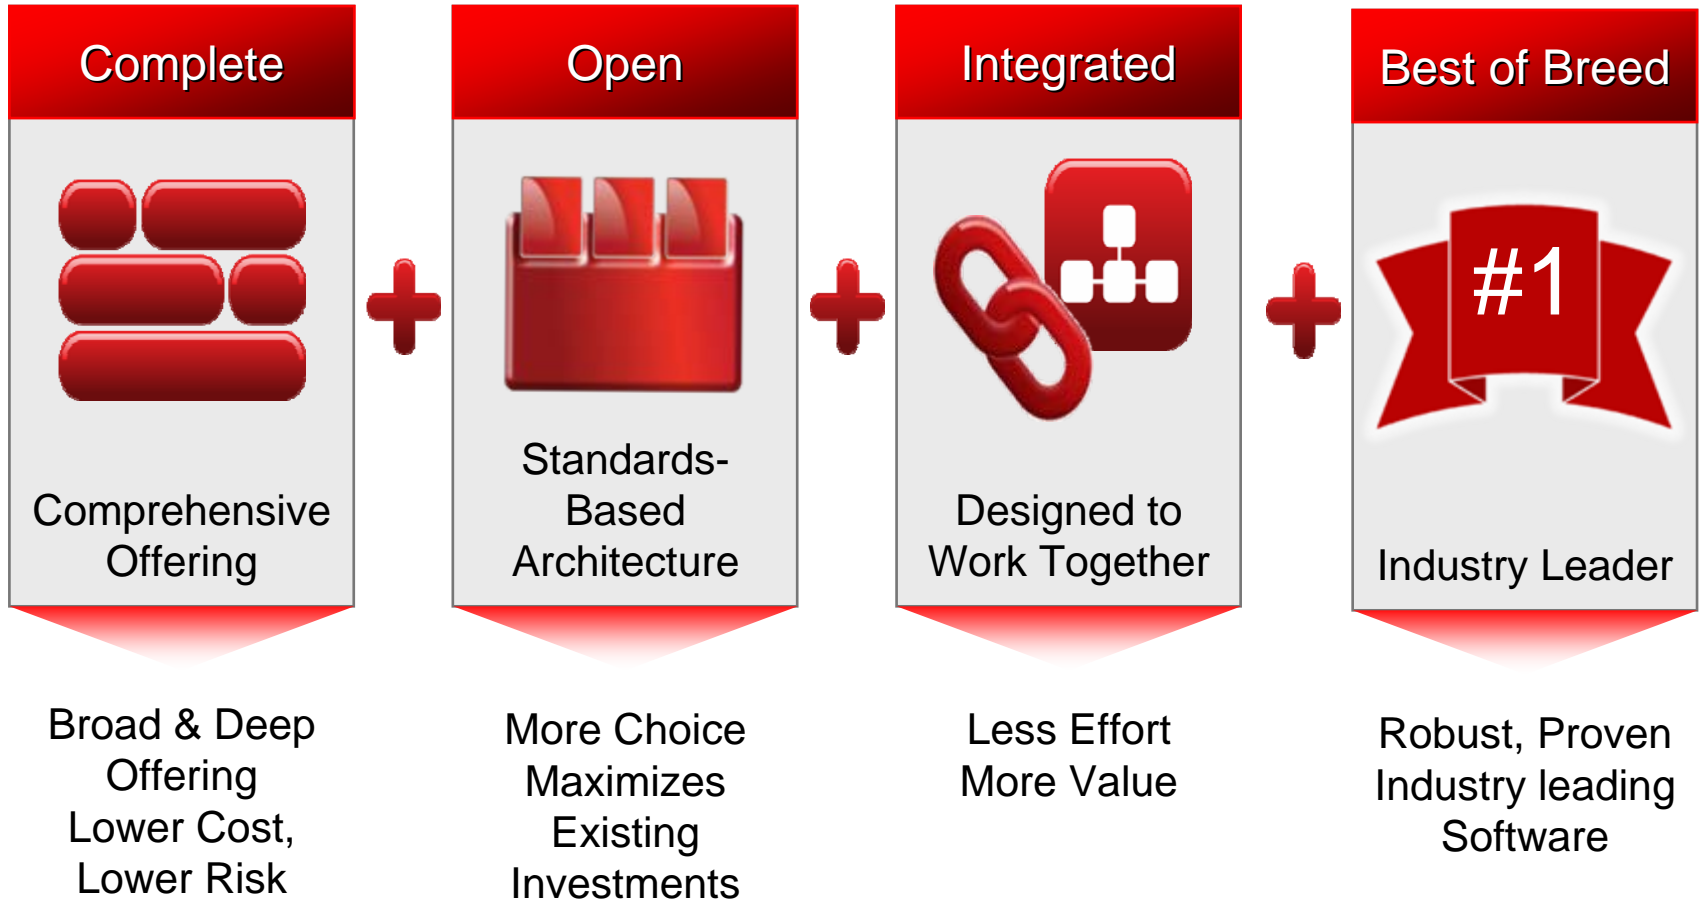 Complete
Open
Integrated
Best of Breed
#1
Comprehensive
Offering
Standards-
Based
Architecture
Designed to
Work Together
Industry Leader
Broad & Deep
Offering
Lower Cost,
Lower Risk
More Choice
Maximizes
Existing
Investments
Less Effort
More Value
Robust, Proven
Industry leading
Software